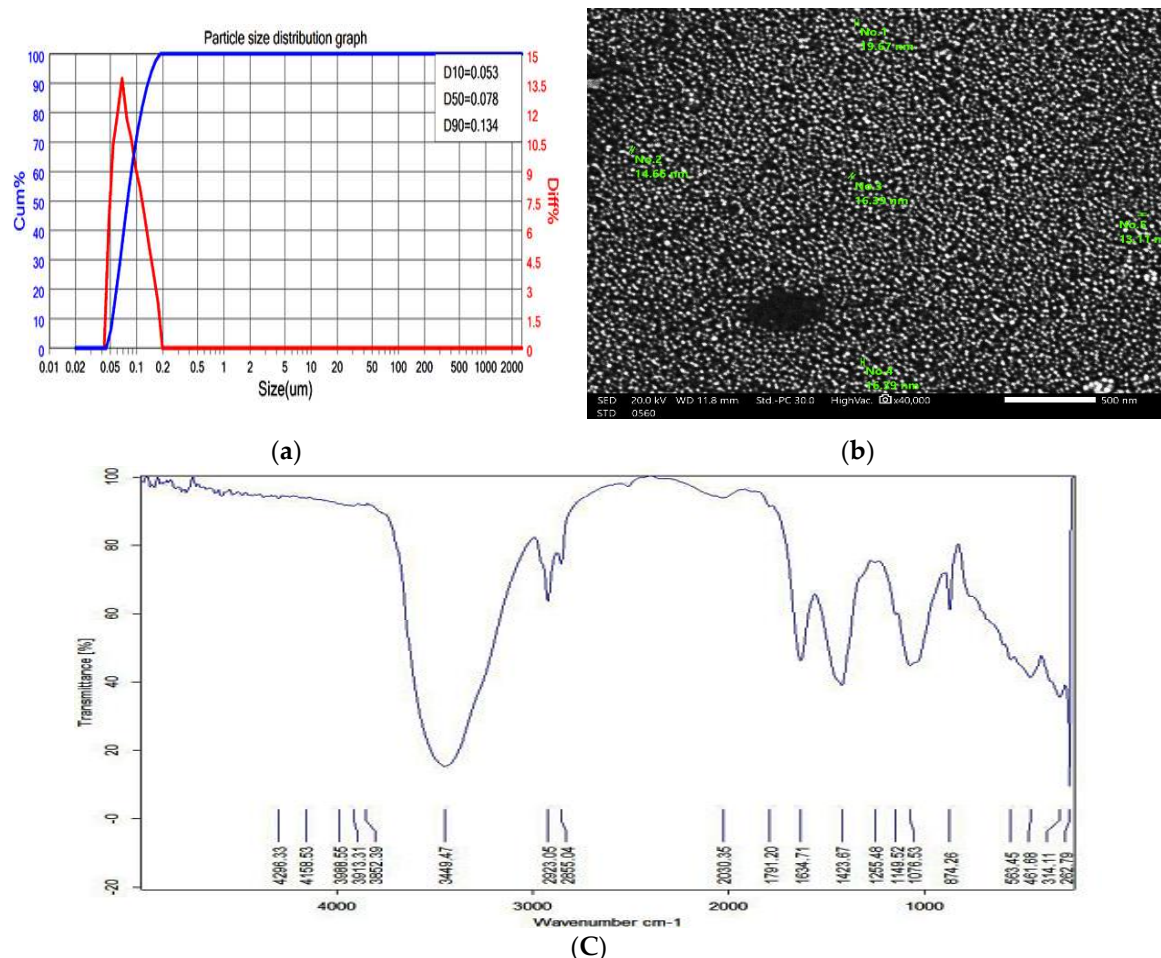 Particle size distribution graph
D10=0.053
D50=0.078
D90=0.134
Cum%
100
90
80
70
60
50
40
30
20
10
0
15
13.5
12
10.5
9
7.5
6
4.5
3
1.5
0
Diff%
0.01 0.02 0.05 0.1 0.2 0.5 1 2 5 10 20 50 100 200 500 1000 2000
Size(um)
(a)
No.1
19.67 nm
No.2
14.66 nm
No.3
16.39 nm
No.4
16.39 nm
SED 20.0 kV WD 11.8 mm Std.-PC 30.0 HighVac. x40,000 500 nm
STD 0560
(b)
Transmittance [%]
100
80
60
40
20
-0
-20
4296.33
4158.53
3988.55
3913.31
3852.39
3449.47
2923.05
2855.04
2030.35
1791.20
1634.71
1423.67
1255.48
1149.52
1076.53
874.26
563.45
461.68
314.11
262.79
4000 3000 2000 1000
Wavenumber cm-1
(C)